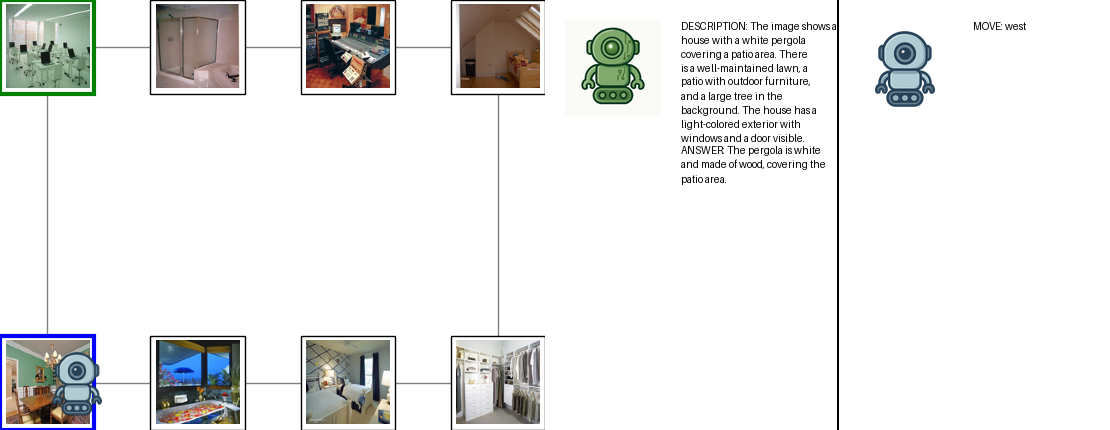 DESCRIPTION: The image shows a
house with a white pergola
covering a patio area. There
is a well-maintained lawn, a
patio with outdoor furniture,
and a large tree in the
background. The house has a
light-colored exterior with
windows and a door visible.
ANSWER: The pergola is white
and made of wood, covering the
patio area.
MOVE: west